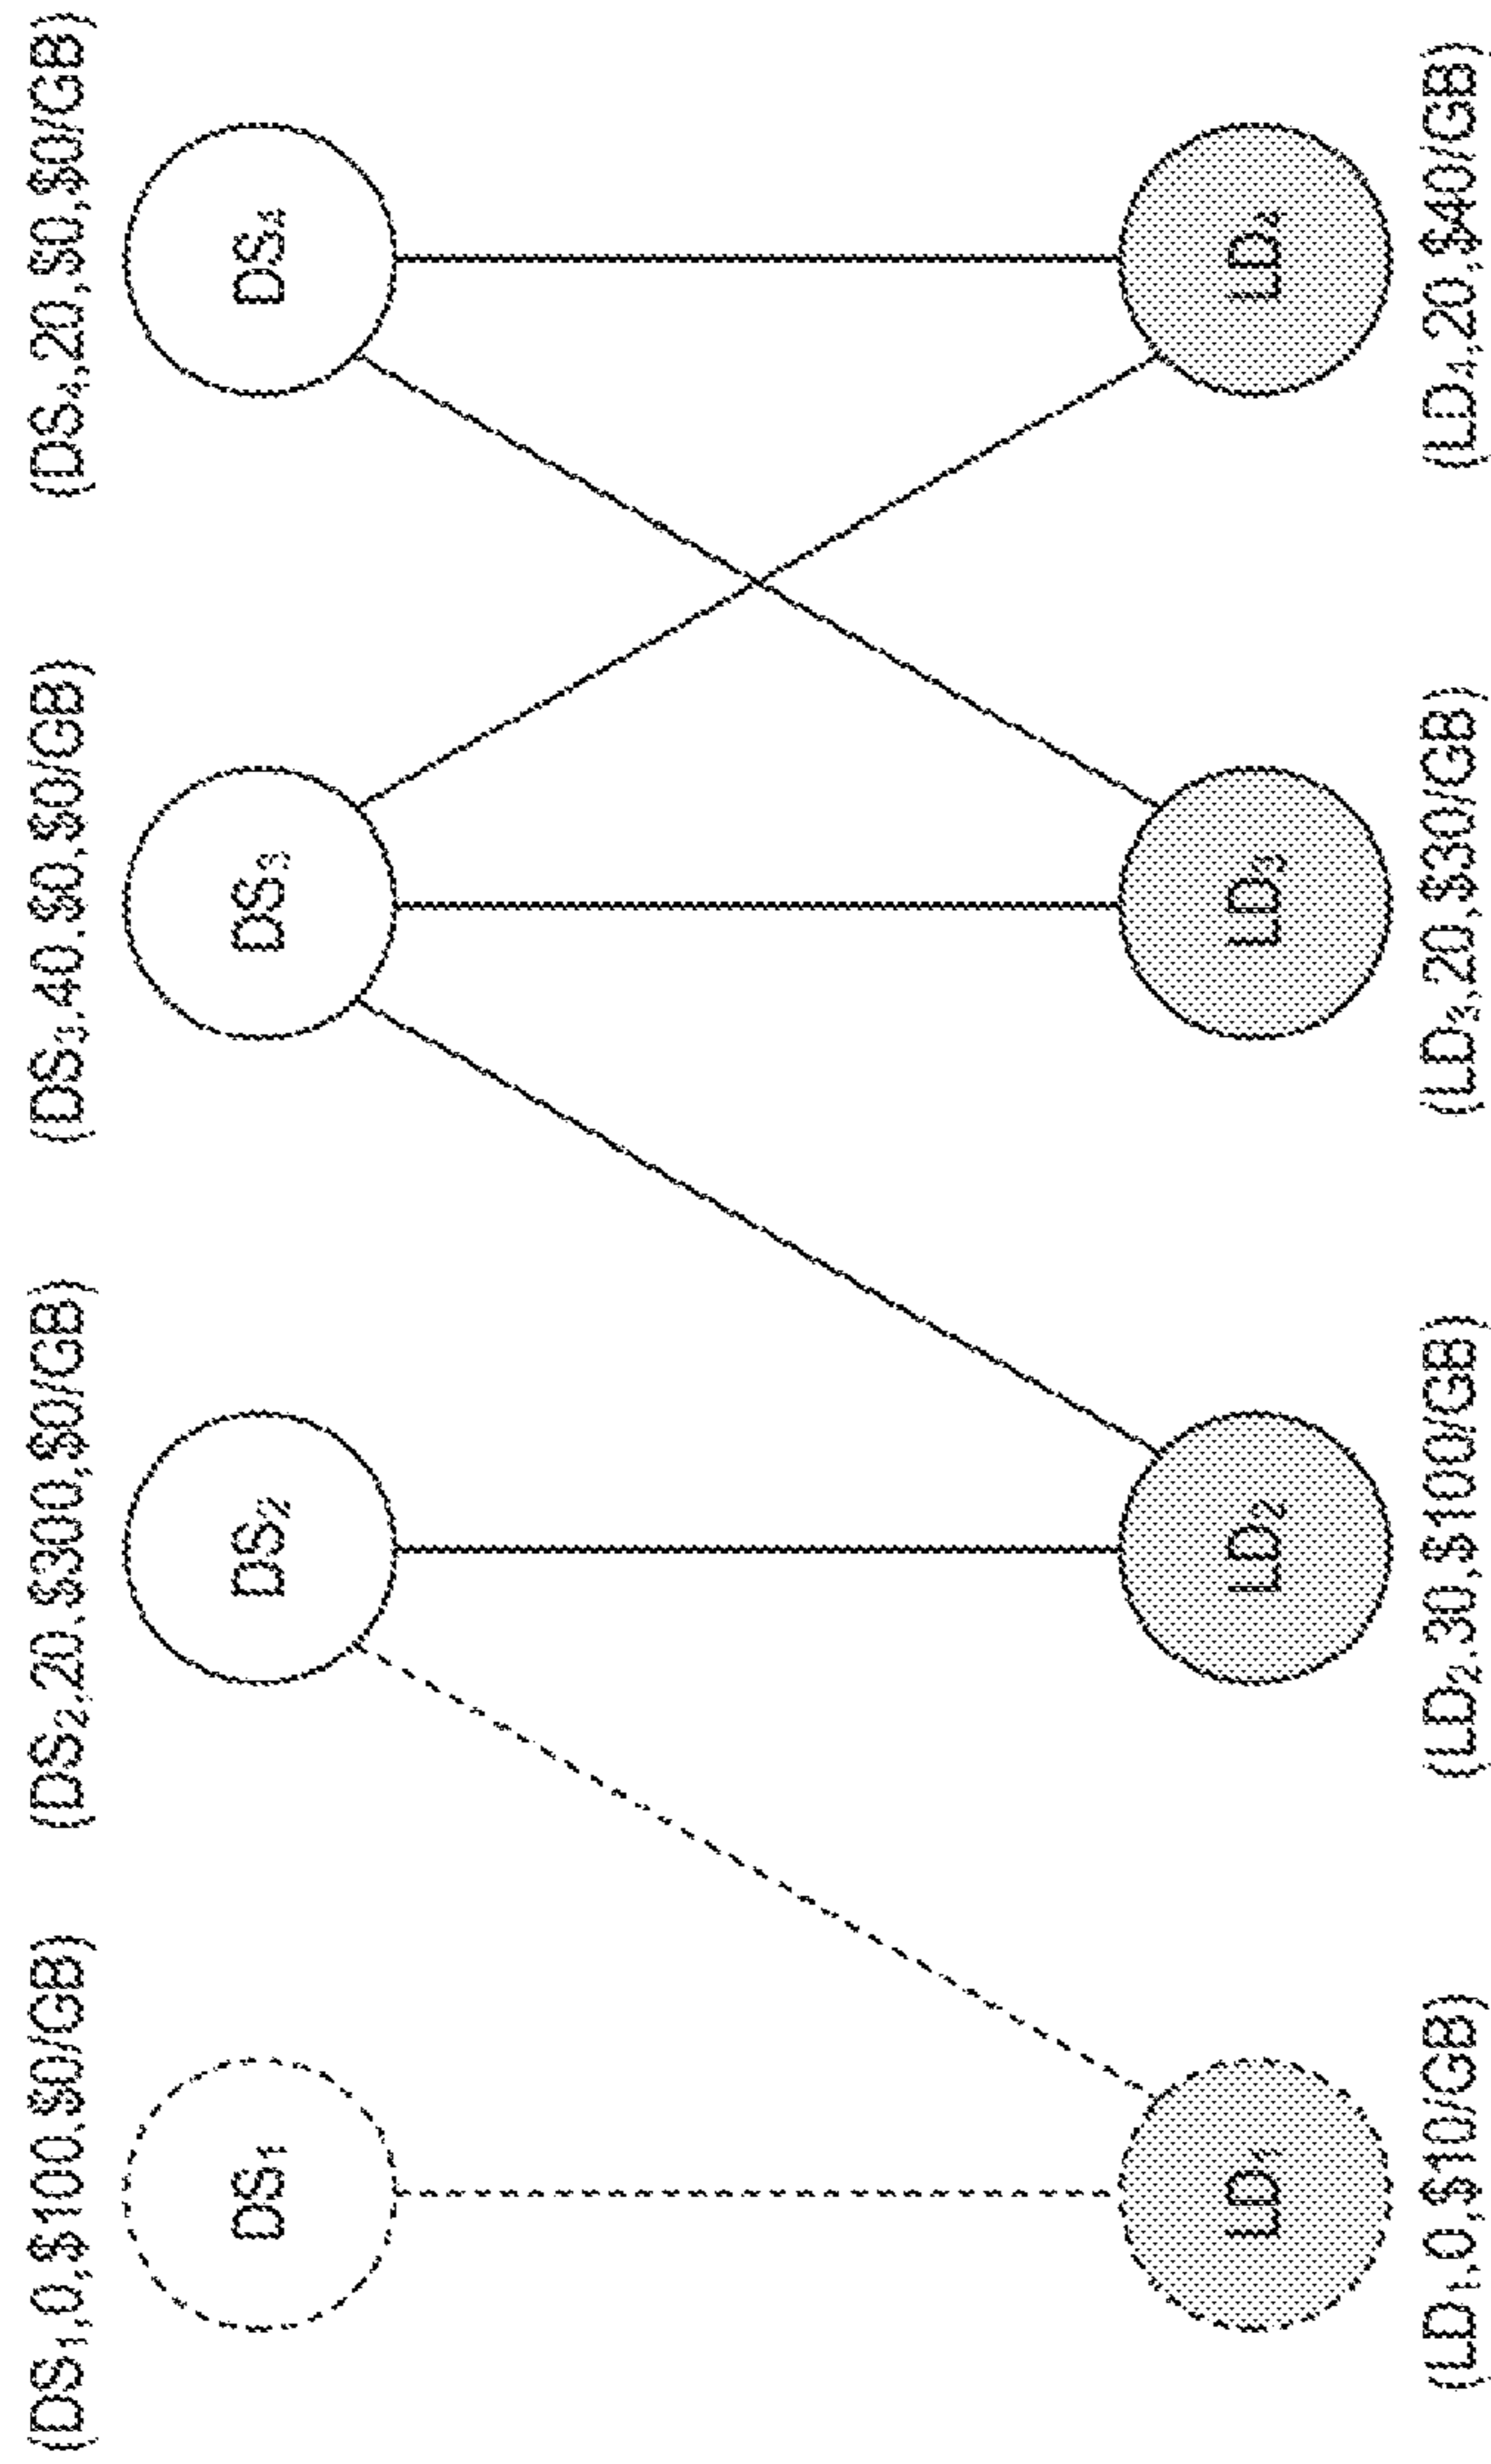 (DS₁,0,$100,$0/GB)
(DS₂,20,$300,$0/GB)
(DS₃,40,$0,$0/GB)
(DS₄,20,$0,$0/GB)
DS₁
DS₂
DS₃
DS₄
LD₁
LD₂
LD₃
LD₄
(LD₁,0,$10/GB)
(LD₂,30,$100/GB)
(LD₃,20,$30/GB)
(LD₄,20,$40/GB)